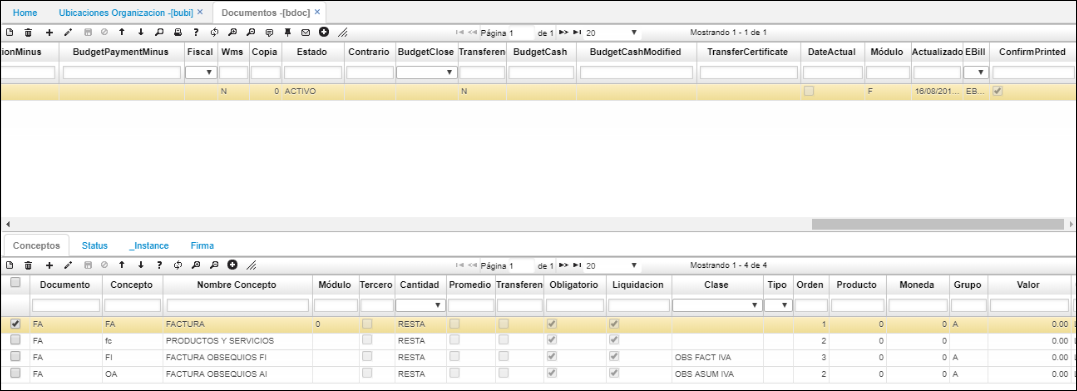 Home Ubicaciones Organizacion -[bubi] × Documentos -[bdoc] ×
Página 1 de 1 20 Mostrando 1 - 1 de 1
ionMinus BudgetPaymentMinus Fiscal Wms Copia Estado Contrario BudgetClose Transferen BudgetCash BudgetCashModified TransferCertificate DateActual Módulo Actualizado EBill ConfirmPrinted
N 0 ACTIVO N F 16/08/201... EB...
Conceptos Status _Instance Firma
Página 1 de 1 20 Mostrando 1 - 4 de 4
Documento Concepto Nombre Concepto Módulo Tercero Cantidad Promedio Transferen Obligatorio Liquidacion Clase Tipo Orden Producto Moneda Grupo Valor
FA FA FACTURA 0 RESTA 1 0 0 A 0.00
FA fc PRODUCTOS Y SERVICIOS RESTA 2 0 0 0.00
FA FI FACTURA OBSEQUIOS FI RESTA OBS FACT IVA 3 0 0 A 0.00
FA OA FACTURA OBSEQUIOS AI RESTA OBS ASUM IVA 2 0 0 A 0.00